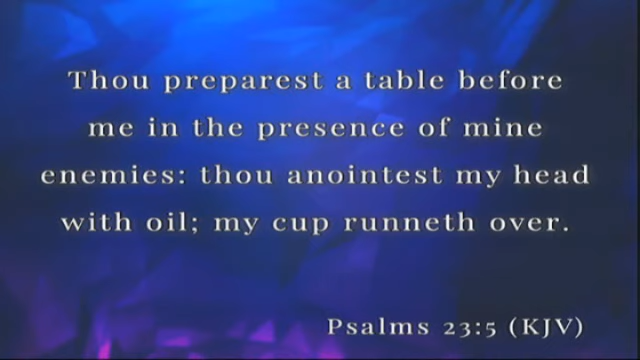 Thou preparest a table before
me in the presence of mine
enemies: thou anointest my head
with oil; my cup runneth over.
Psalms 23:5 (KJV)